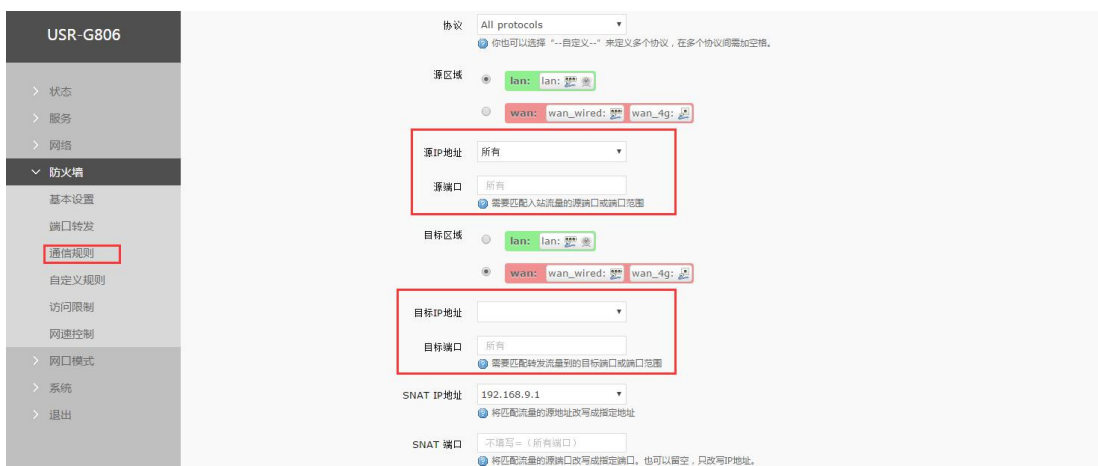 USR-G806
状态
服务
网络
防火墙
基本设置
端口转发
通信规则
自定义规则
访问限制
网速控制
网口模式
系统
退出
协议 All protocols
你也可以选择 "--自定义--" 来定义多个协议，在多个协议间需加空格。
源区域 lan: lan:
wan: wan_wired: wan_4g:
源IP地址 所有
源端口 所有
需要匹配入站流量的源端口或端口范围
目标区域 lan: lan:
wan: wan_wired: wan_4g:
目标IP地址
目标端口 所有
需要匹配转发流量到的目标端口或端口范围
SNAT IP地址 192.168.9.1
将匹配流量的源地址改写成指定地址
SNAT 端口 不填写=（所有端口）
将匹配流量的源端口改写成指定端口。也可以留空，只改写IP地址。